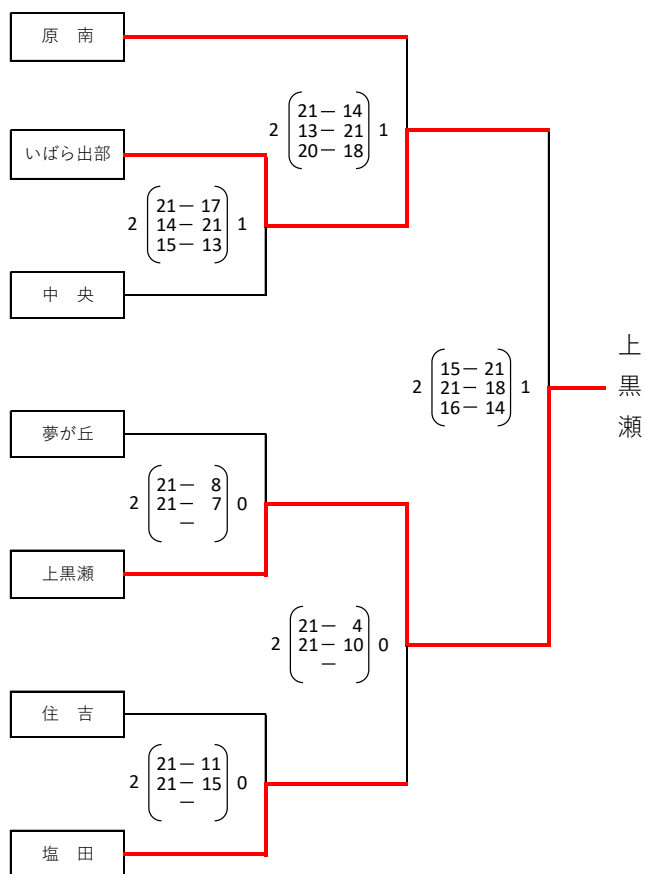 原　南
21－ 14
2 13－ 21 1
20－ 18
いばら出部
21－ 17
2 14－ 21 1
15－ 13
中　央
15－ 21
2 21－ 18 1
16－ 14
上
黒
瀬
夢が丘
21－ 8
2 21－ 7 0
－
上黒瀬
21－ 4
2 21－ 10 0
－
住　吉
21－ 11
2 21－ 15 0
－
塩　田